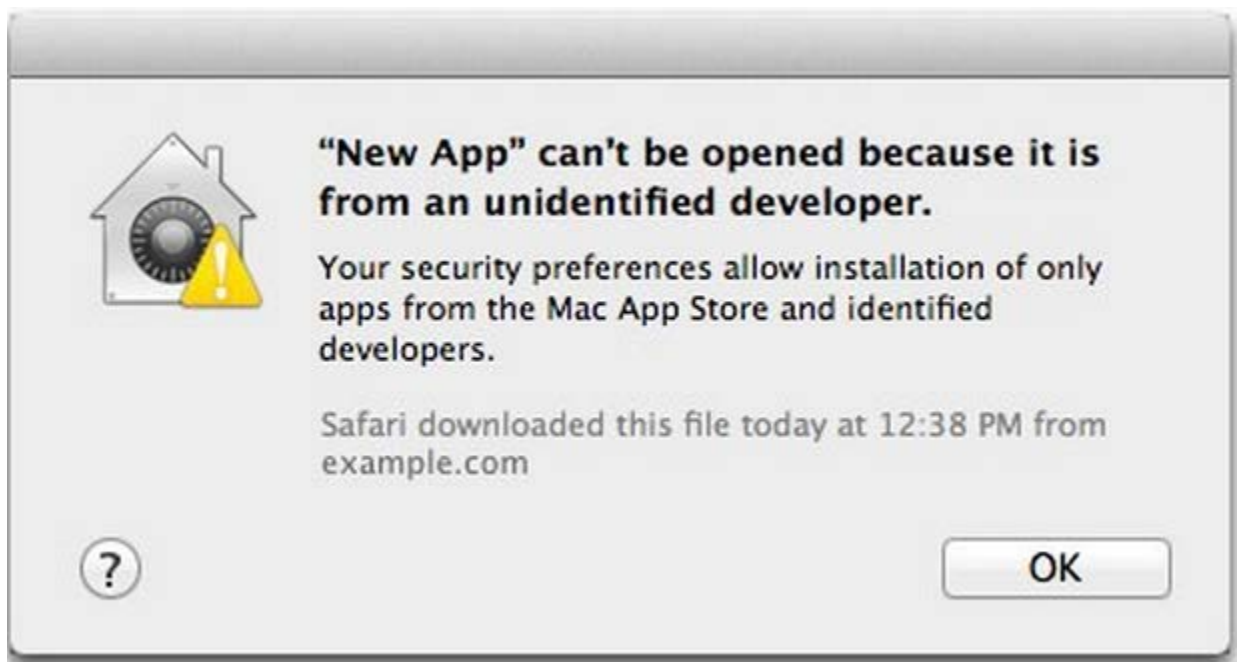 “New App” can't be opened because it is
from an unidentified developer.
Your security preferences allow installation of only
apps from the Mac App Store and identified
developers.
Safari downloaded this file today at 12:38 PM from
example.com
?
OK